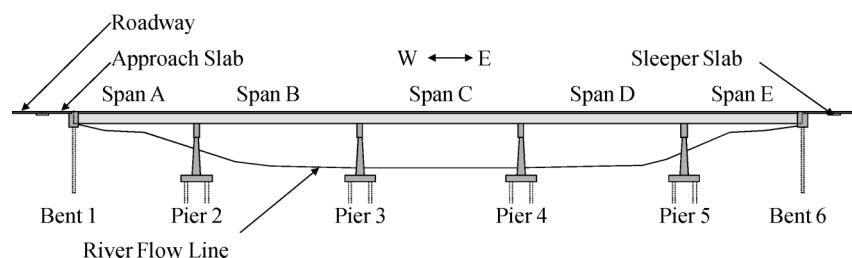 Roadway
Approach Slab
W E
Sleeper Slab
Span A Span B Span C Span D Span E
Bent 1 Pier 2 Pier 3 Pier 4 Pier 5 Bent 6
River Flow Line